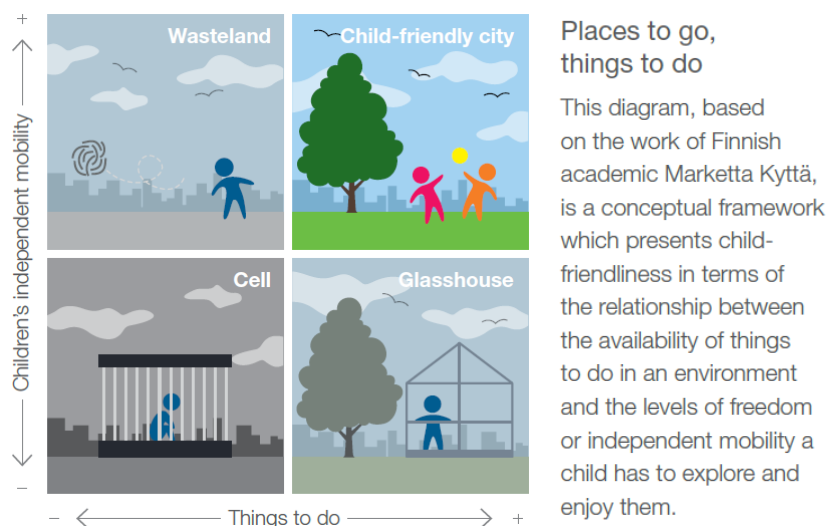 +
Wasteland
Child-friendly city
Children's independent mobility
Cell
Glasshouse
–
– Things to do +
Places to go,
things to do
This diagram, based
on the work of Finnish
academic Marketta Kyttä,
is a conceptual framework
which presents child-
friendliness in terms of
the relationship between
the availability of things
to do in an environment
and the levels of freedom
or independent mobility a
child has to explore and
enjoy them.